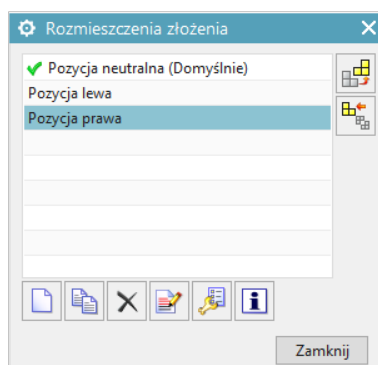 Rozmieszczenia złożenia
Pozycja neutralna (Domyślnie)
Pozycja lewa
Pozycja prawa
Zamknij